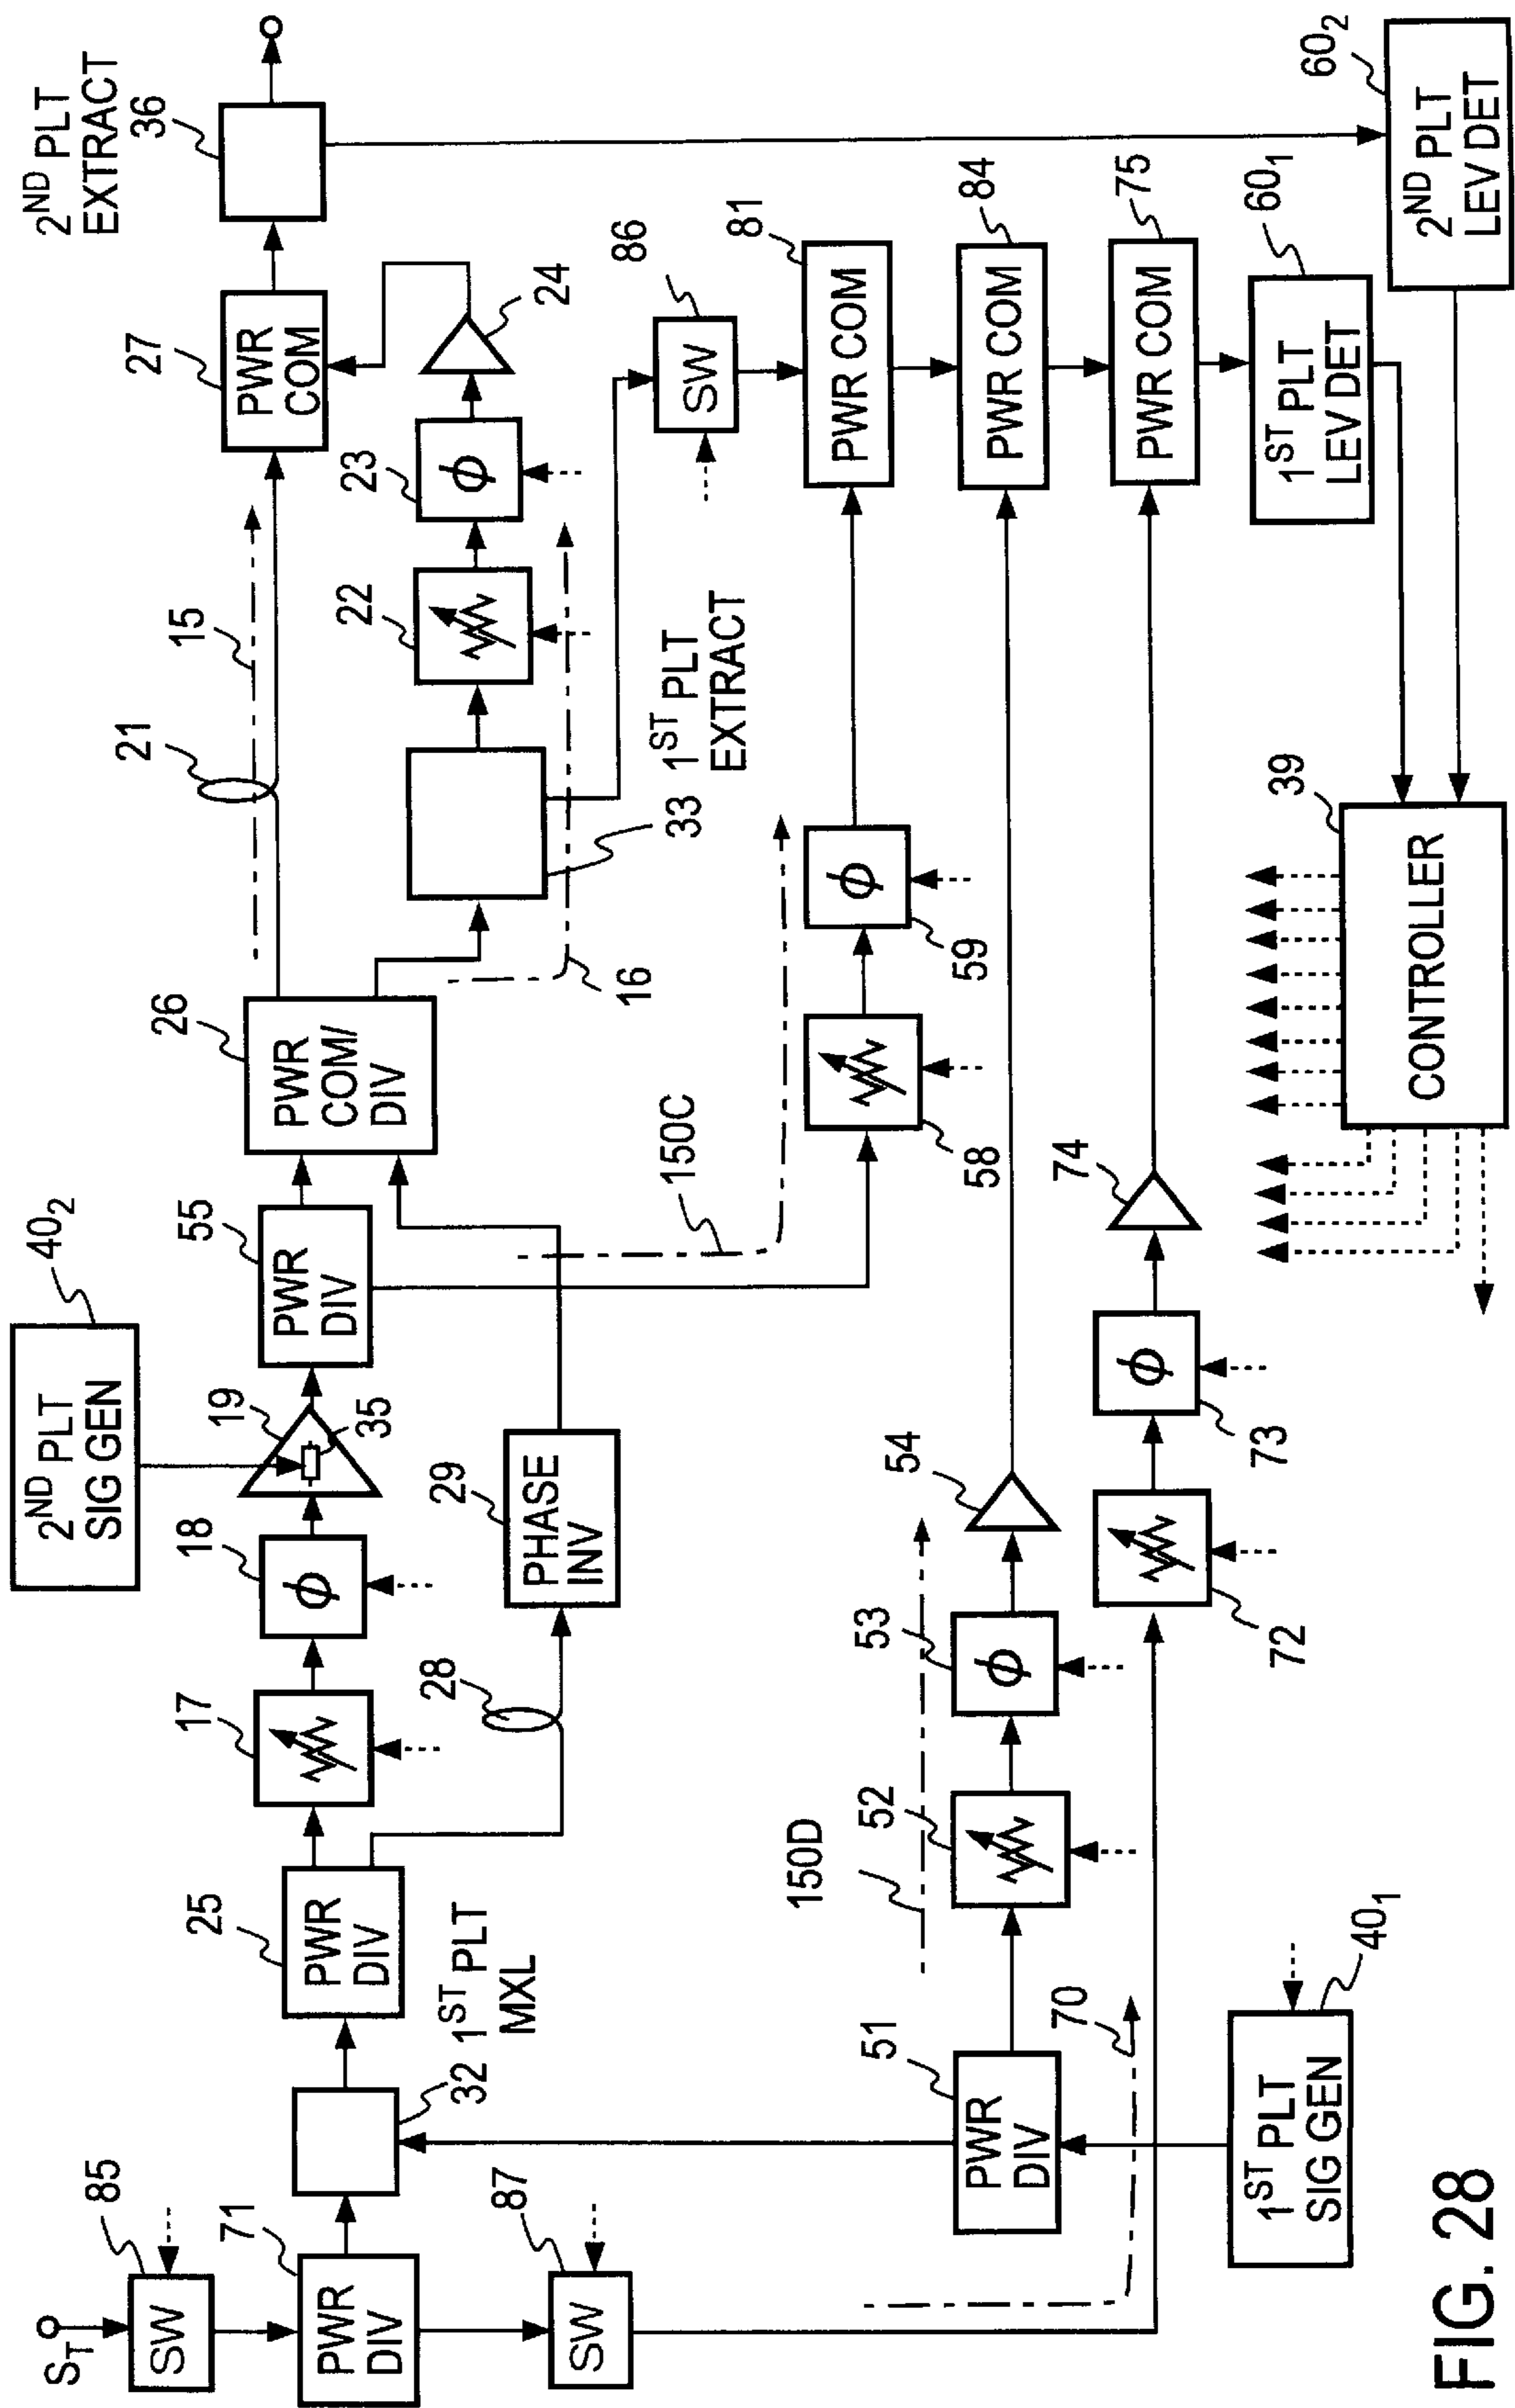 S_T
85
SW
71
PWR
DIV
87
SW
32
1ST PLT
MXL
25
PWR
DIV
17
18
ϕ
19
35
40₂
2ND PLT
SIG GEN
28
29
PHASE
INV
55
PWR
DIV
26
PWR
COM/
DIV
21
15
27
PWR
COM
2ND PLT
EXTRACT
36
16
33
1ST PLT
EXTRACT
22
23
ϕ
24
86
SW
150C
58
59
ϕ
81
PWR COM
84
PWR COM
75
PWR COM
60₁
1ST PLT
LEV DET
60₂
2ND PLT
LEV DET
51
PWR
DIV
150D
52
53
ϕ
54
70
72
73
ϕ
74
40₁
1ST PLT
SIG GEN
39
CONTROLLER
FIG. 28